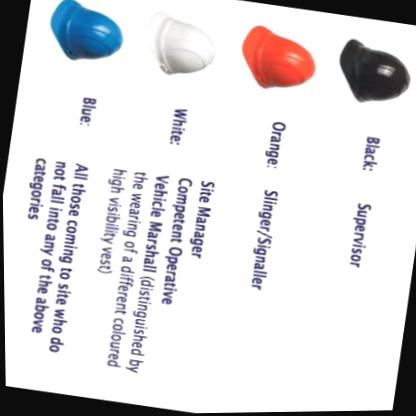 Black: Supervisor
Orange: Slinger/Signaller
White: Site Manager
Competent Operative
Vehicle Marshall (distinguished by
the wearing of a different coloured
high visibility vest)
Blue: All those coming to site who do
not fall into any of the above
categories